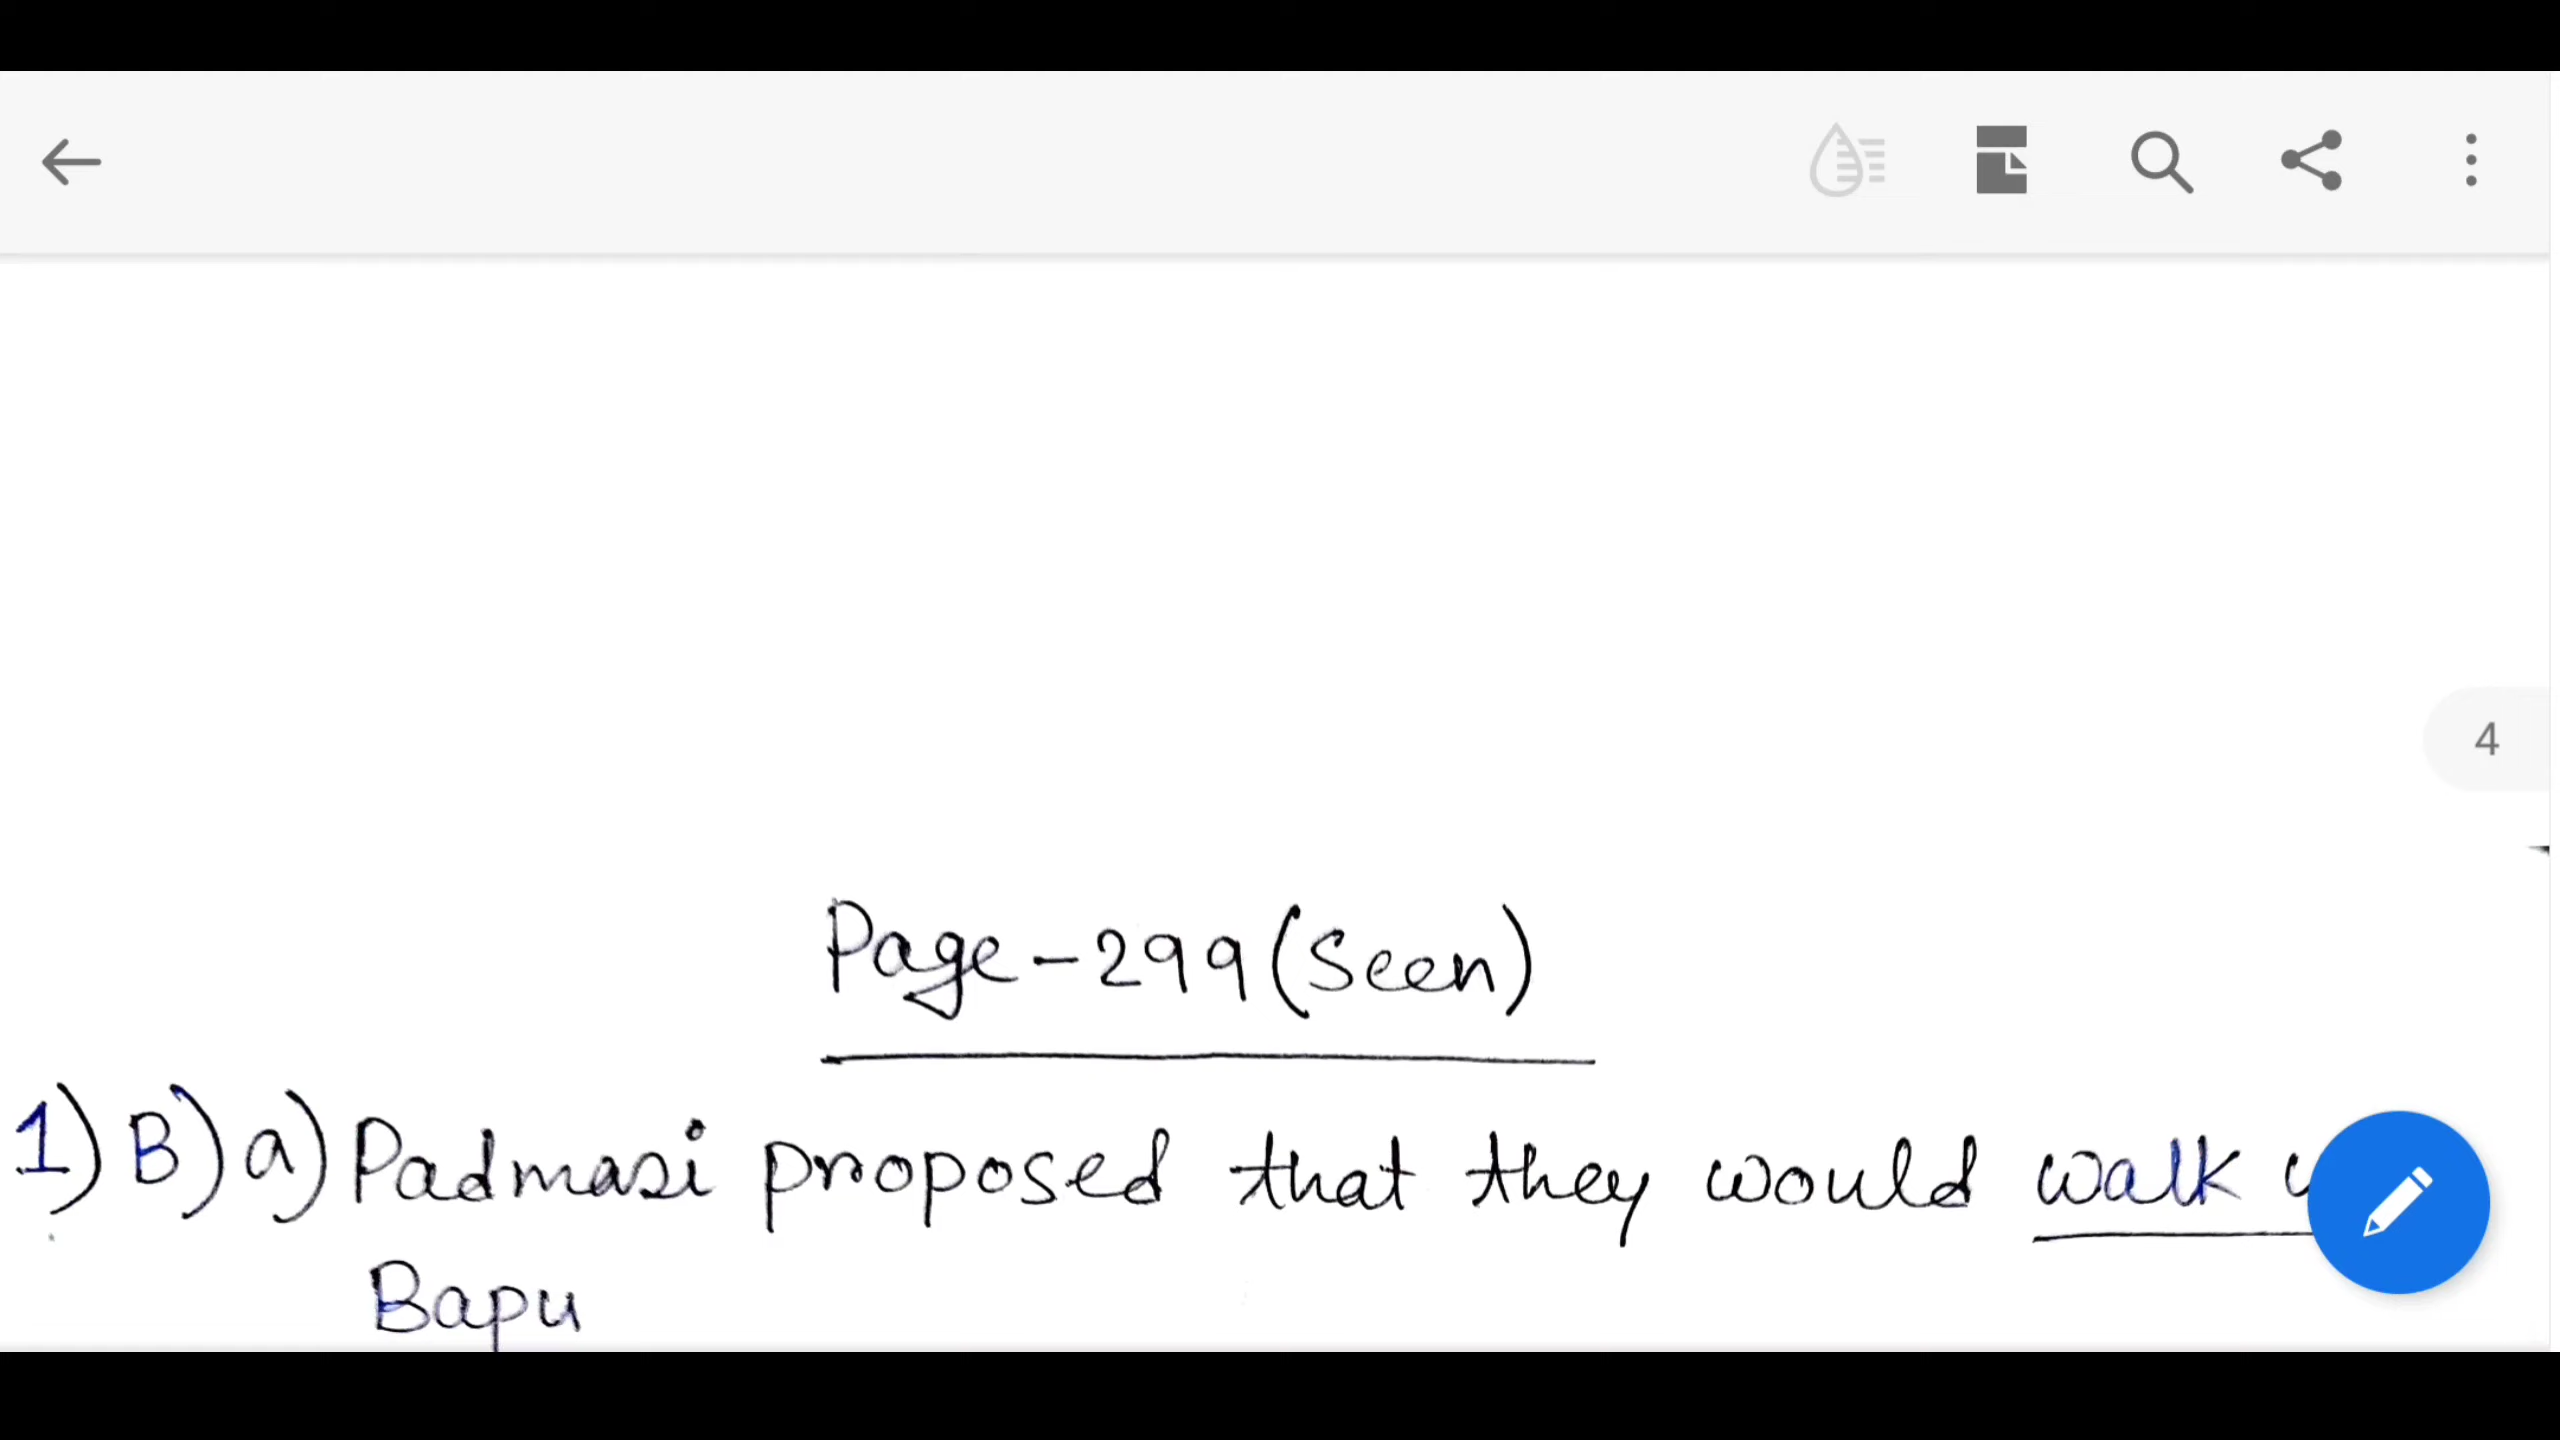 4
Page-299 (Seen)
1) B) a) Padmasi proposed that they would walk
Bapu